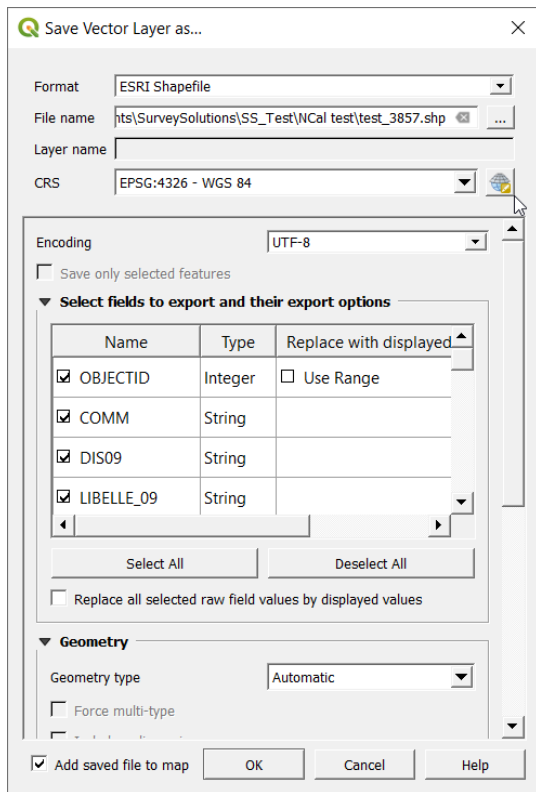 Save Vector Layer as...
Format ESRI Shapefile
File name nts\SurveySolutions\SS_Test\NCal test\test_3857.shp ...
Layer name
CRS EPSG:4326 - WGS 84
Encoding UTF-8
Save only selected features
Select fields to export and their export options
Name Type Replace with displayed
OBJECTID Integer Use Range
COMM String
DIS09 String
LIBELLE_09 String
Select All Deselect All
Replace all selected raw field values by displayed values
Geometry
Geometry type Automatic
Force multi-type
Add saved file to map OK Cancel Help